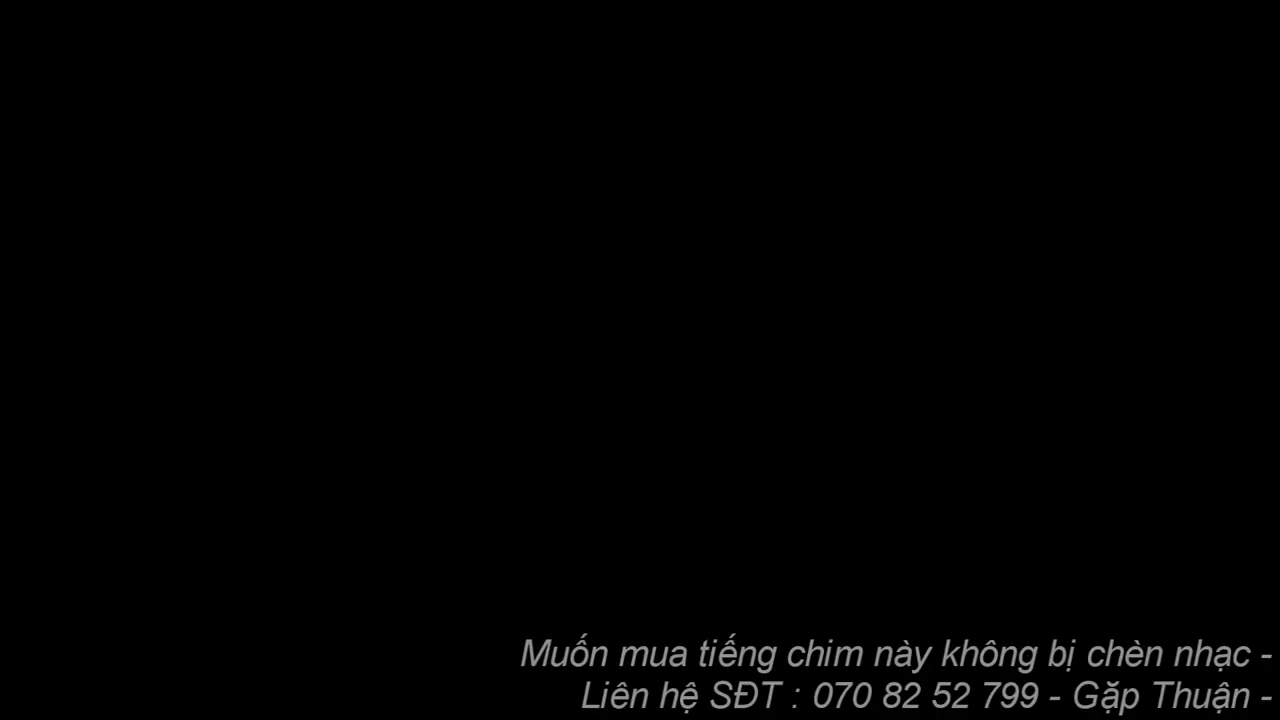 Muốn mua tiếng chim này không bị chèn nhạc -
Liên hệ SĐT : 070 82 52 799 - Gặp Thuận -